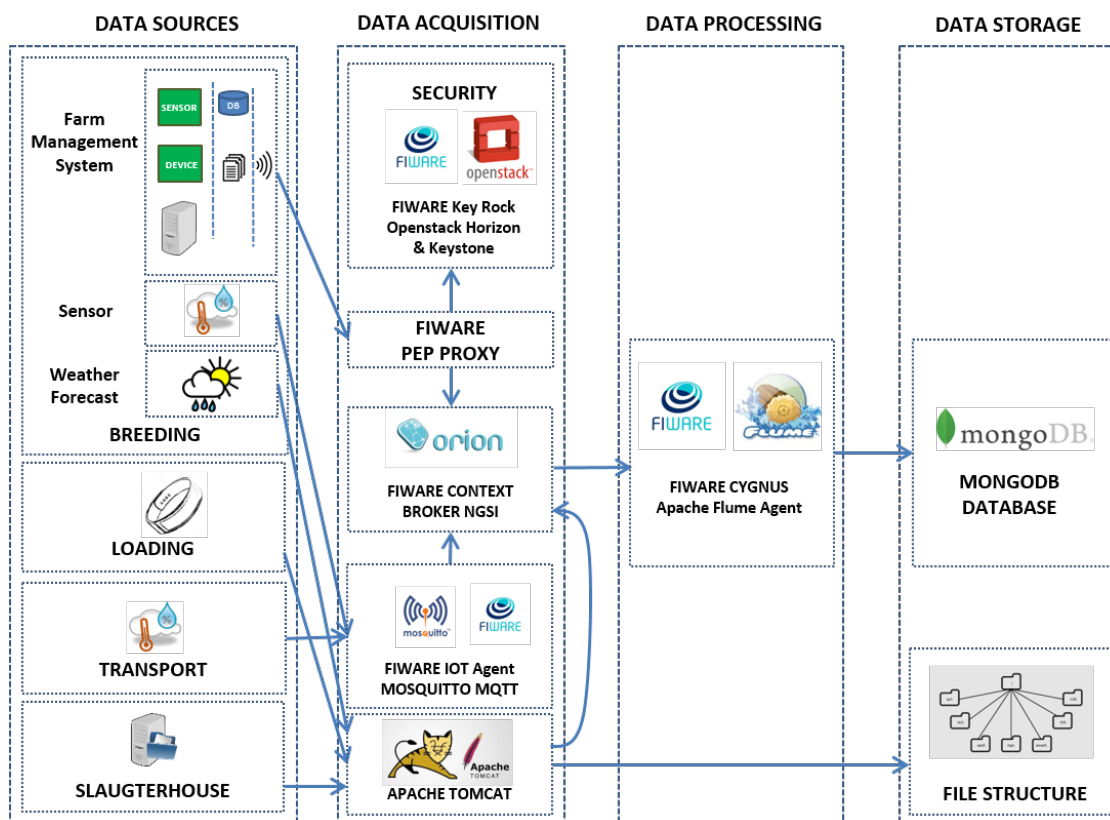 DATA SOURCES
DATA ACQUISITION
DATA PROCESSING
DATA STORAGE
Farm
Management
System
SENSOR
DB
DEVICE
Sensor
%
Weather
Forecast
BREEDING
LOADING
%
TRANSPORT
SLAUGTERHOUSE
SECURITY
FIWARE
openstack™
FIWARE Key Rock
Openstack Horizon
& Keystone
FIWARE
PEP PROXY
orion
FIWARE CONTEXT
BROKER NGSI
mosquitto™
FIWARE
FIWARE IOT Agent
MOSQUITTO MQTT
Apache
TOMCAT
APACHE TOMCAT
FIWARE
FLUME
FIWARE CYGNUS
Apache Flume Agent
mongoDB®
MONGODB
DATABASE
FILE STRUCTURE